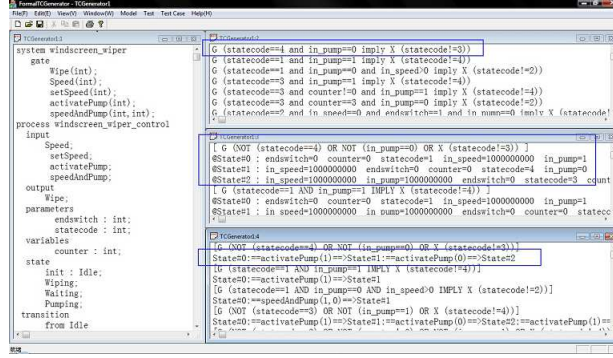 FormalTCGenerator - TCGenerator1
File(F) Edit(E) View(V) Window(W) Model Test Test Case Help(H)
TCGenerator1:3
system windscreen_wiper
gate
Wipe(int);
Speed(int);
setSpeed(int);
activatePump(int);
speedAndPump(int,int);
process windscreen_wiper_control
input
Speed;
setSpeed;
activatePump;
speedAndPump;
output
Wipe;
parameters
endswitch : int;
statecode : int;
variables
counter : int;
state
init : Idle;
Wiping;
Waiting;
Pumping;
transition
from Idle
G (statecode==4 and in_pump==0 imply X (statecode!=3))
G (statecode==1 and in_pump==1 imply X (statecode!=4))
G (statecode==1 and in_pump==0 and in_speed>0 imply X (statecode!=2))
G (statecode==3 and in_pump==1 imply X (statecode!=4))
G (statecode==3 and counter!=0 and in_pump==1 imply X (statecode!=4))
G (statecode==3 and counter==3 and in_pump==0 imply X (statecode!=2))
G (statecode==2 and in_speed==0 and endswitch==1 and in_pump==0 imply X (statecode!
[ G (NOT (statecode==4) OR NOT (in_pump==0) OR X (statecode!=3)) ]
@State#0 : endswitch=0 counter=0 statecode=1 in_speed=1000000000 in_pump=1
@State#1 : in_speed=1000000000 endswitch=0 counter=0 statecode=4 in_pump=0
@State#2 : in_speed=1000000000 in_pump=1000000000 endswitch=0 statecode=3 count
[ G (statecode==1 AND in_pump==1 IMPLY X (statecode!=4)) ]
@State#0 : endswitch=0 counter=0 statecode=1 in_speed=1000000000 in_pump=1
@State#1 : in_speed=1000000000 in_pump=1000000000 endswitch=0 counter=0 statecc
TCGenerator1:4
[G (NOT (statecode==4) OR NOT (in_pump==0) OR X (statecode!=3))]
State#0:==activatePump(1)==>State#1:==activatePump(0)==>State#2
[G (statecode==1 AND in_pump==1 IMPLY X (statecode!=4))]
State#0:==activatePump(1)==>State#1
[G (statecode==1 AND in_pump==0 AND in_speed>0 IMPLY X (statecode!=2))]
State#0:==speedAndPump(1,0)==>State#1
[G (NOT (statecode==3) OR NOT (in_pump==1) OR X (statecode!=4))]
State#0:==activatePump(1)==>State#1:==activatePump(0)==>State#2:==activatePump(1)==